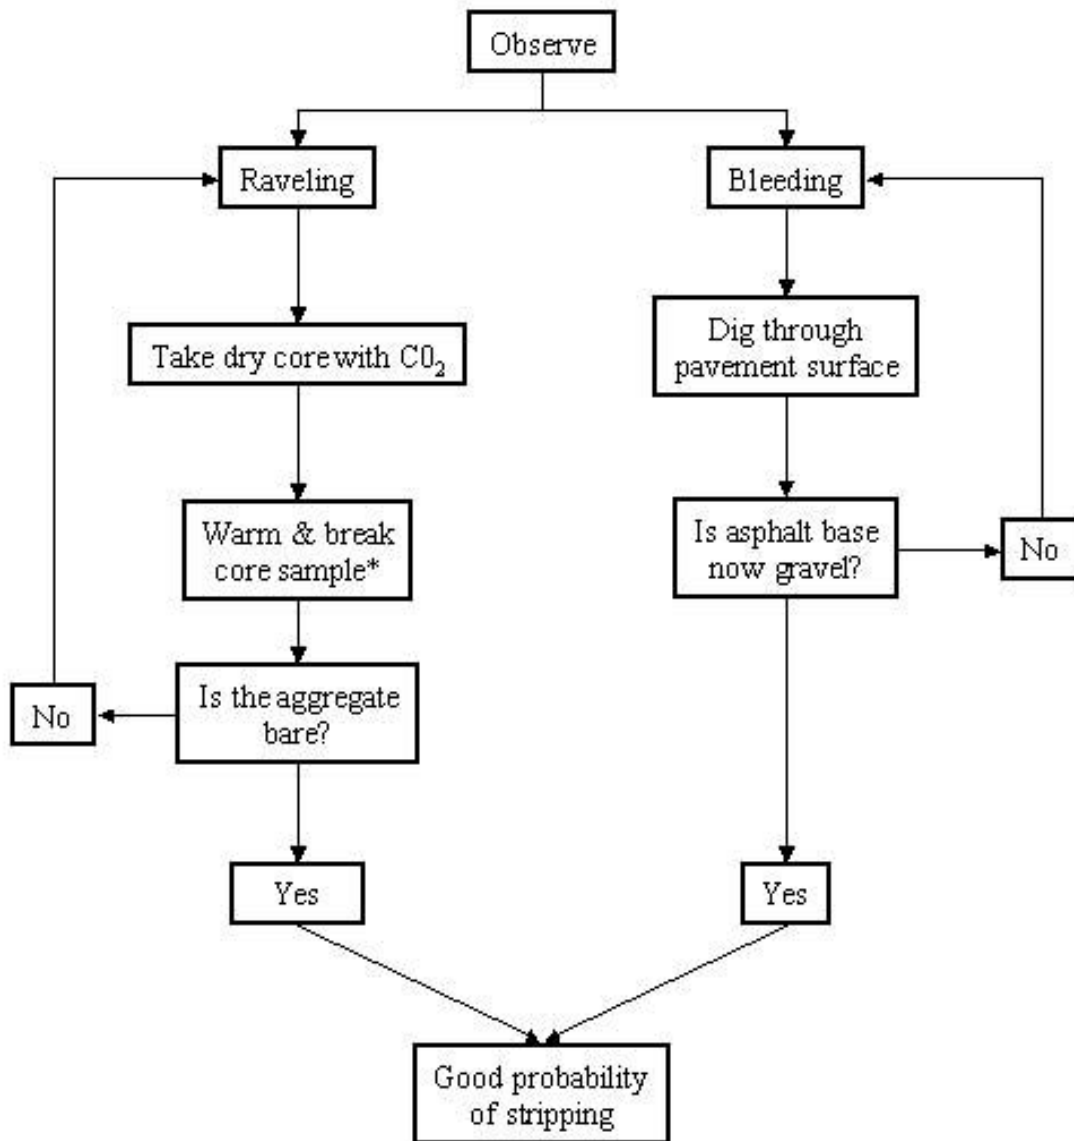 Observe
Raveling
Bleeding
Take dry core with C0₂
Dig through
pavement surface
Warm & break
core sample*
Is asphalt base
now gravel?
No
Is the aggregate
bare?
No
Yes
Yes
Good probability
of stripping